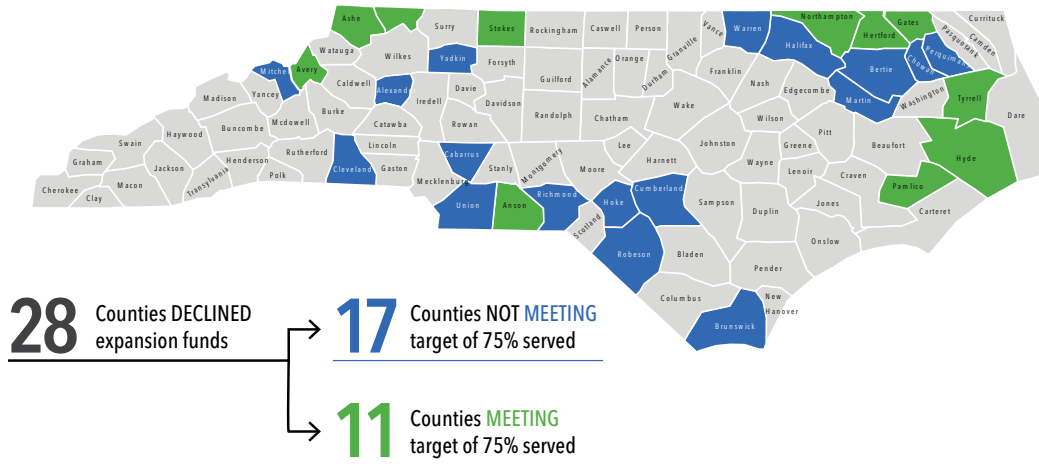 Ashe
Surry
Stokes
Rockingham
Caswell
Person
Vance
Warren
Northampton
Gates
Currituck
Camden
Pasquotank
Perquimans
Chowan
Hertford
Halifax
Granville
Watauga
Wilkes
Yadkin
Forsyth
Guilford
Alamance
Orange
Durham
Franklin
Nash
Edgecombe
Bertie
Martin
Washington
Tyrrell
Dare
Mitchel
Avery
Caldwell
Alexander
Iredell
Davie
Davidson
Randolph
Chatham
Wake
Wilson
Pitt
Beaufort
Hyde
Madison
Yancey
Burke
Mcdowell
Catawba
Rowan
Buncombe
Haywood
Swain
Graham
Cherokee
Clay
Macon
Jackson
Transylvania
Henderson
Polk
Rutherford
Cleveland
Lincoln
Gaston
Mecklenburg
Cabarrus
Stanly
Montgomery
Moore
Lee
Harnett
Johnston
Wayne
Greene
Lenoir
Craven
Pamlico
Carteret
Jones
Onslow
Duplin
Sampson
Cumberland
Hoke
Scotland
Richmond
Anson
Union
Robeson
Bladen
Pender
New
Hanover
Columbus
Brunswick
28
Counties DECLINED
expansion funds
17
Counties NOT MEETING
target of 75% served
11
Counties MEETING
target of 75% served